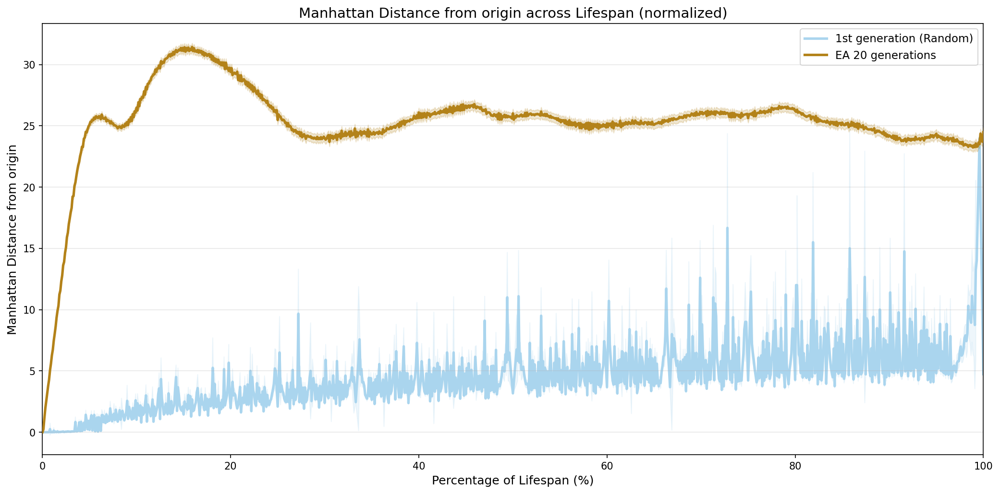 Manhattan Distance from origin across Lifespan (normalized)
1st generation (Random)
EA 20 generations
Manhattan Distance from origin
30
25
20
15
10
5
0
0
20
40
60
80
100
Percentage of Lifespan (%)